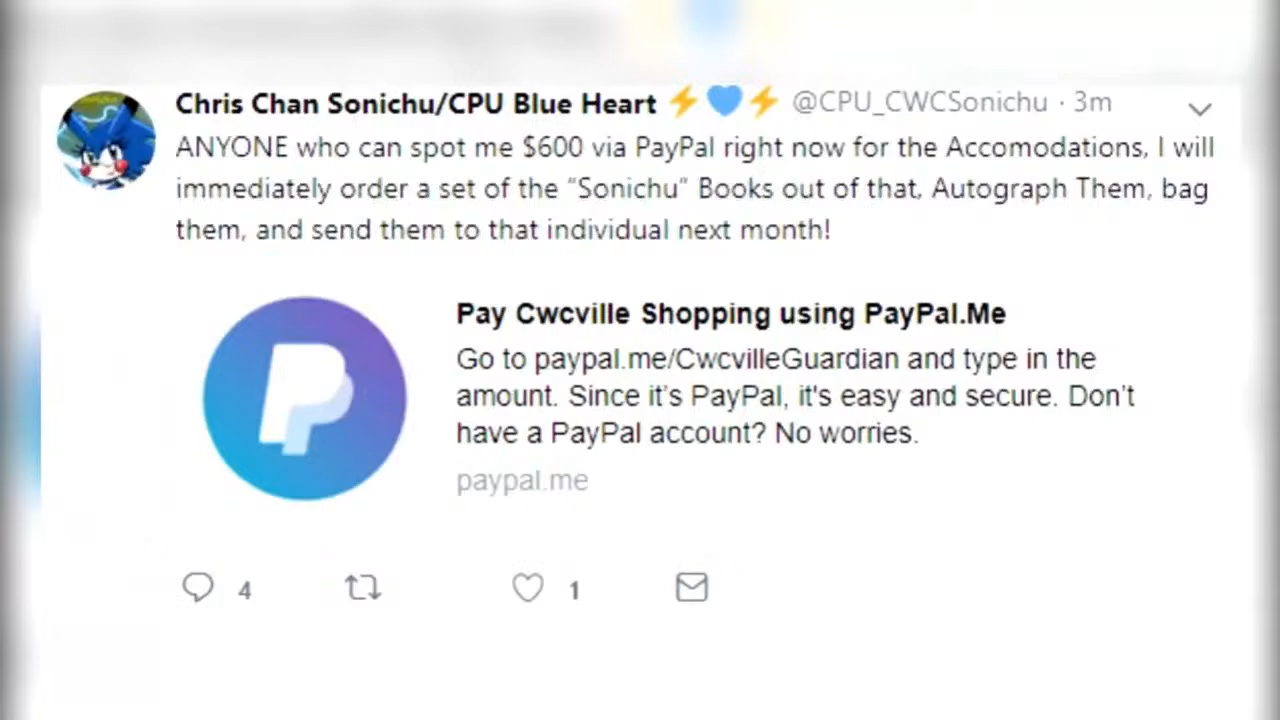 Chris Chan Sonichu/CPU Blue Heart ⚡💙⚡ @CPU_CWCSonichu · 3m
ANYONE who can spot me $600 via PayPal right now for the Accomodations, I will
immediately order a set of the “Sonichu” Books out of that, Autograph Them, bag
them, and send them to that individual next month!
Pay Cwcville Shopping using PayPal.Me
Go to paypal.me/CwcvilleGuardian and type in the
amount. Since it's PayPal, it's easy and secure. Don't
have a PayPal account? No worries.
paypal.me
4 1